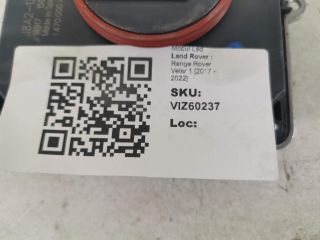 Modul Led
Land Rover :
Range Rover
Velar 1 [2017 -
2022]
SKU:
VIZ60237
Loc: